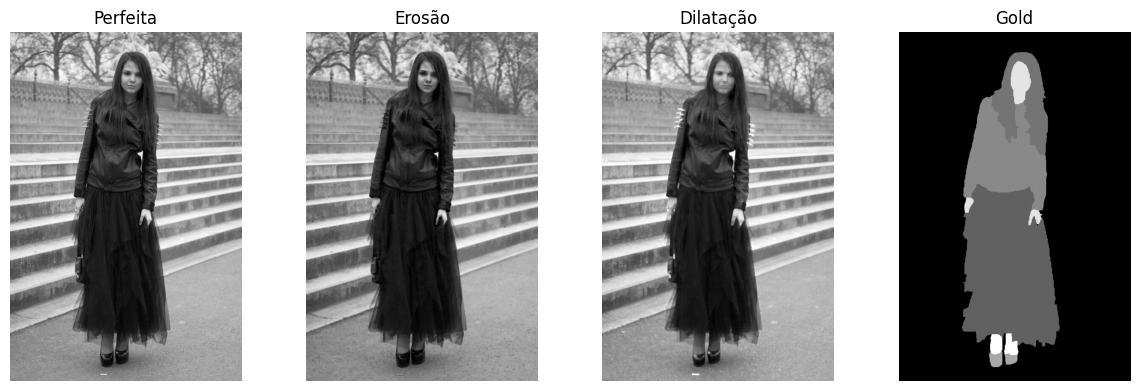 Perfeita
Erosão
Dilatação
Gold